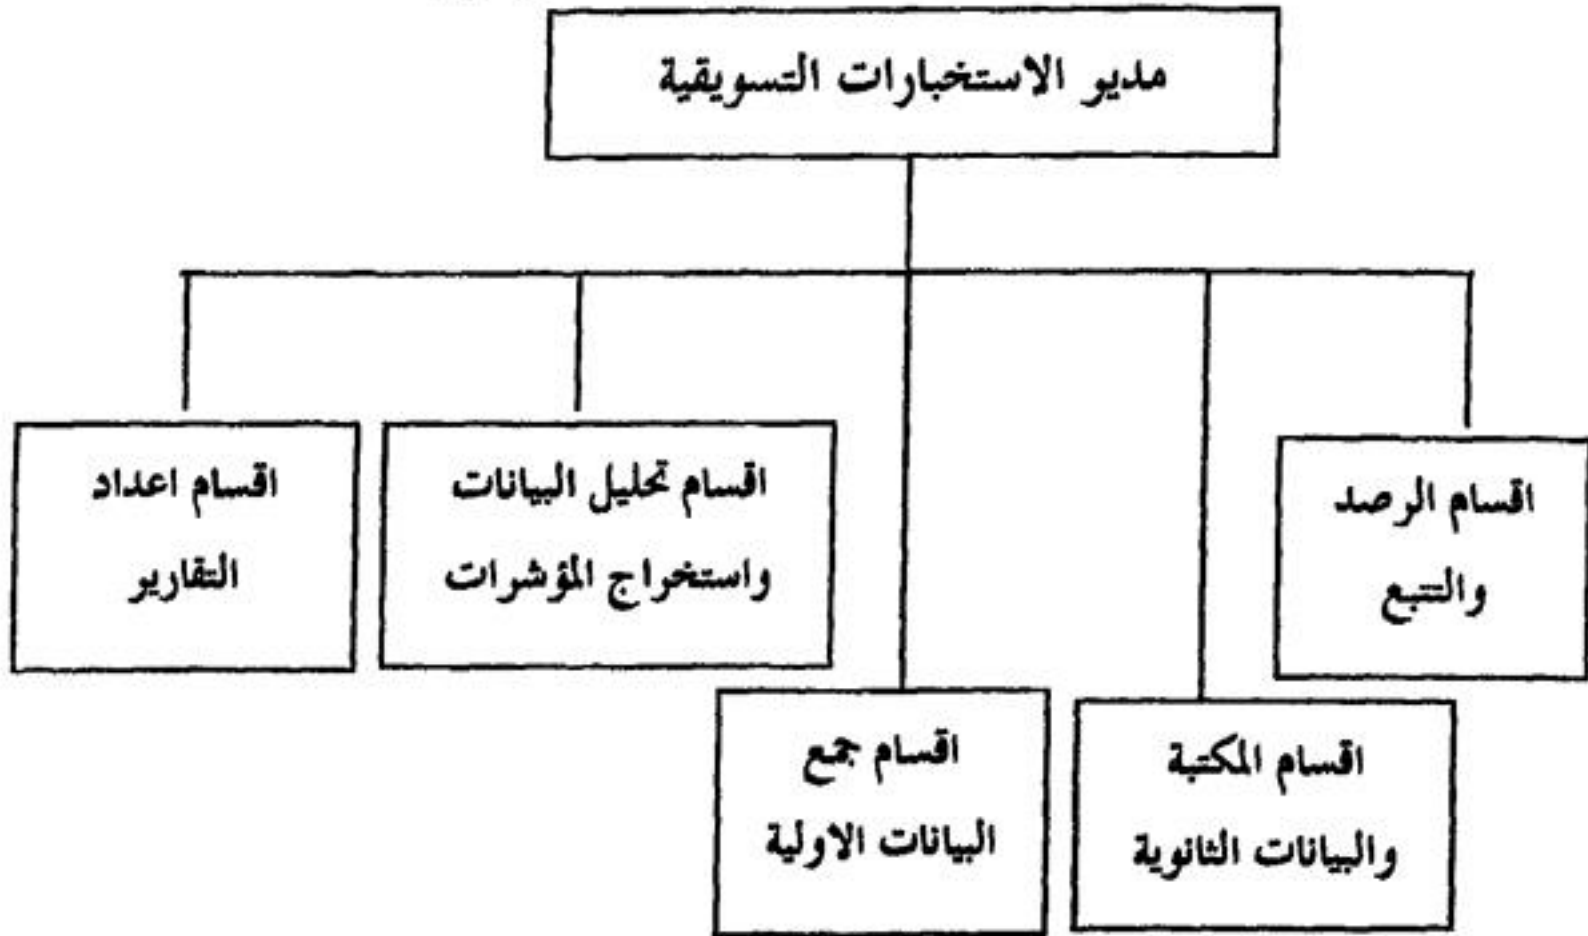 مدير الاستخبارات التسويقية
اقسام الرصد
والتتبع
اقسام المكتبة
والبيانات الثانوية
اقسام جمع
البيانات الاولية
اقسام تحليل البيانات
واستخراج المؤشرات
اقسام اعداد
التقارير